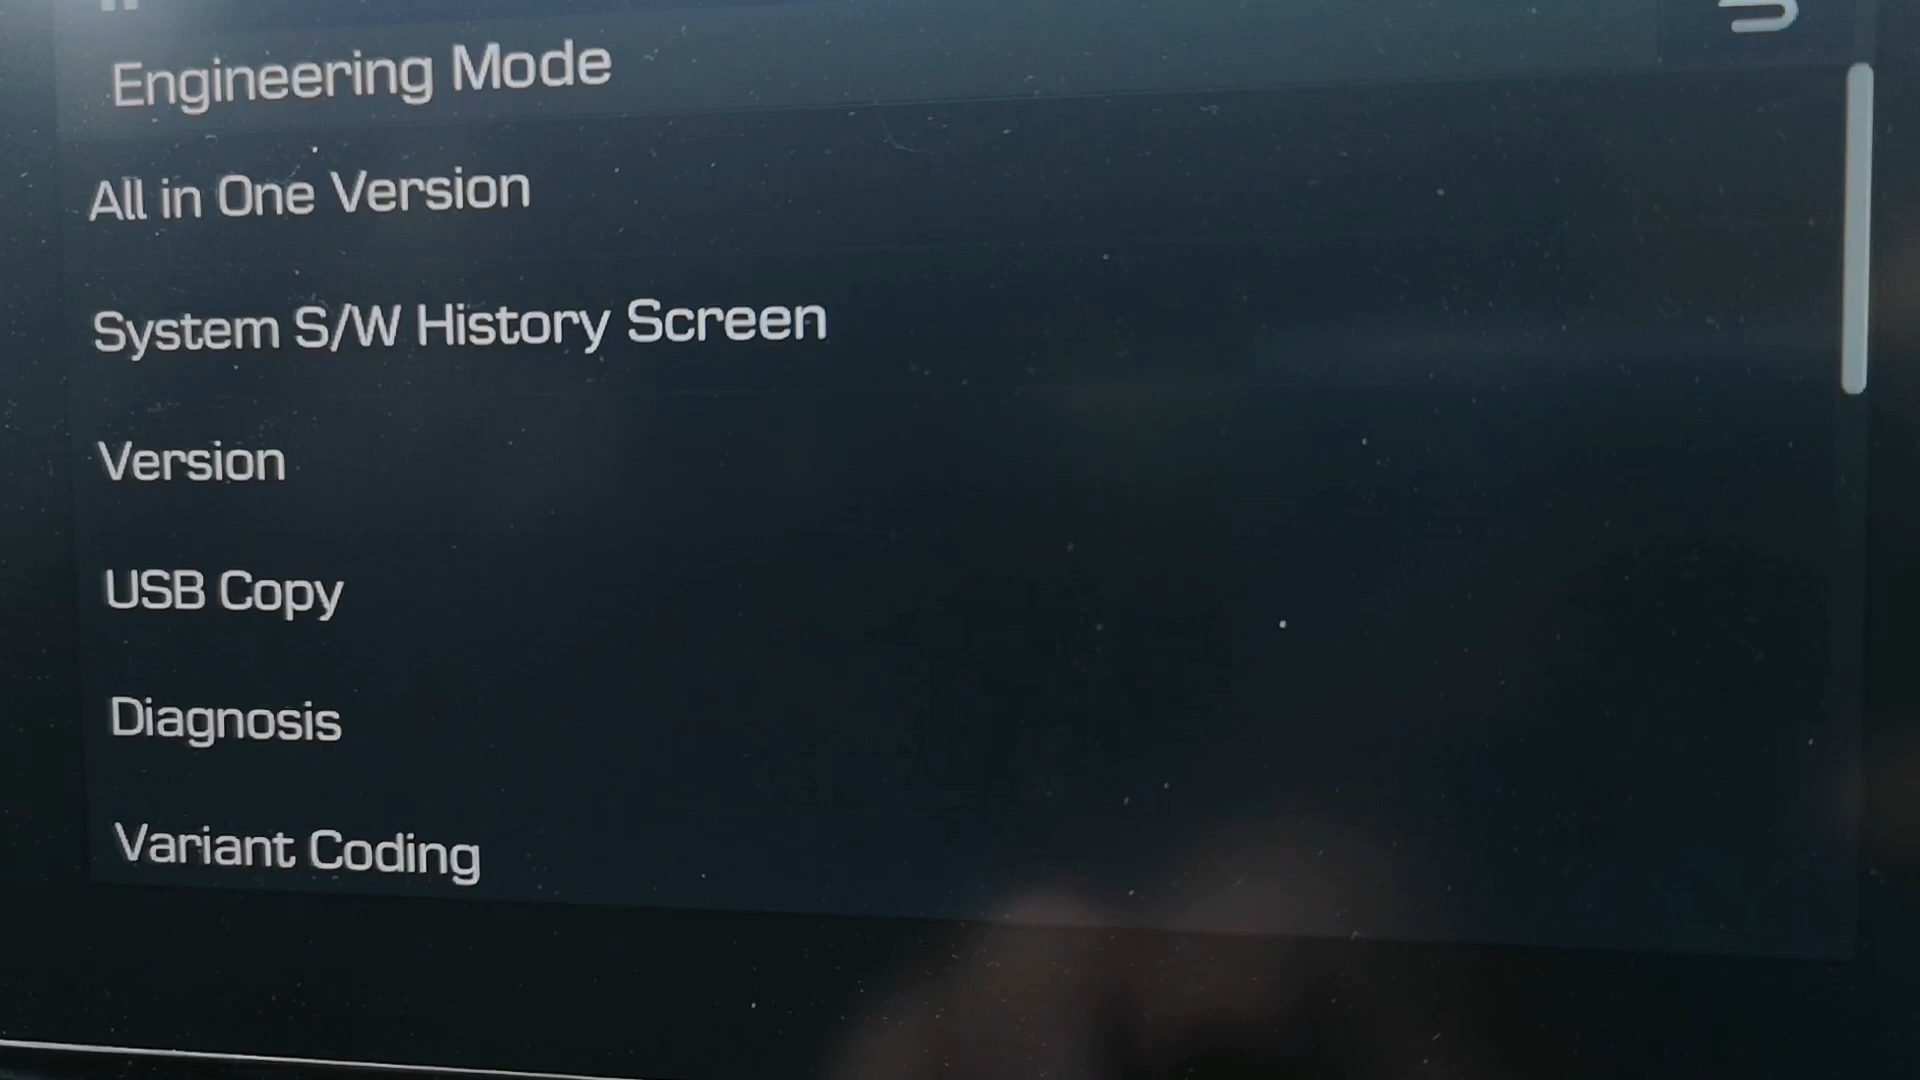 Engineering Mode
All in One Version
System S/W History Screen
Version
USB Copy
Diagnosis
Variant Coding